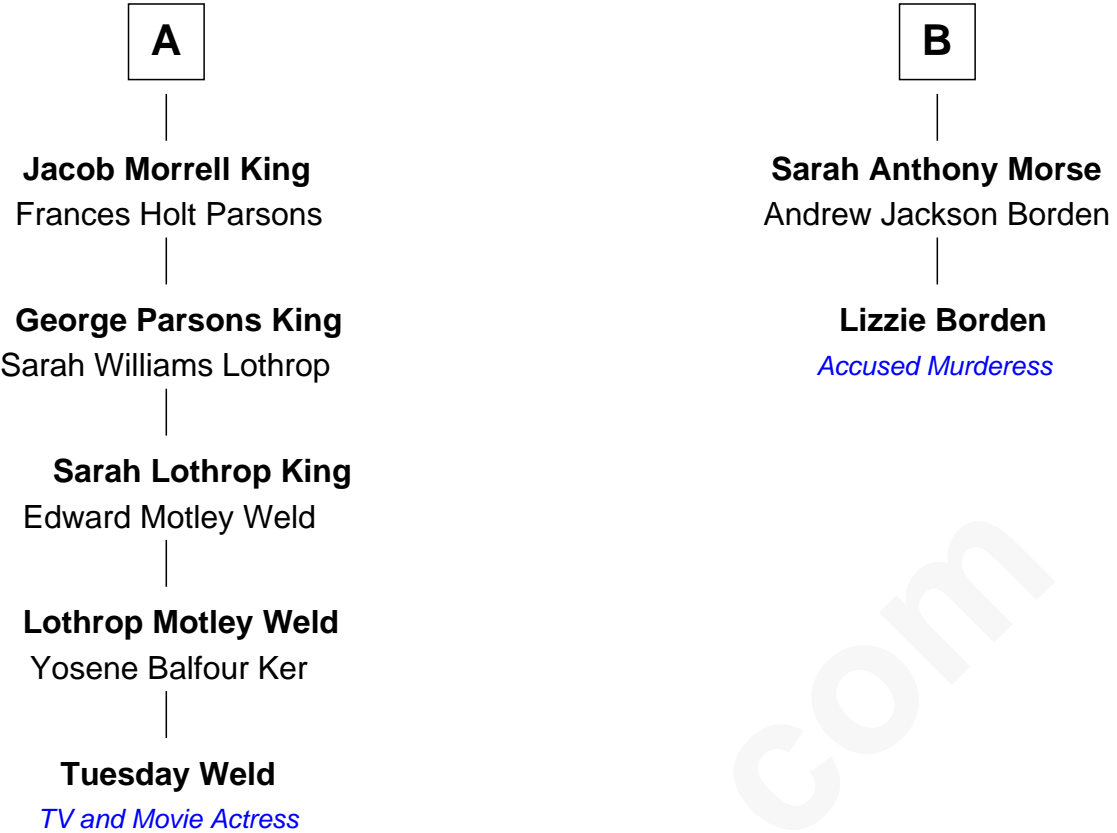 A
Jacob Morrell King
Frances Holt Parsons
George Parsons King
Sarah Williams Lothrop
Sarah Lothrop King
Edward Motley Weld
Lothrop Motley Weld
Yosene Balfour Ker
Tuesday Weld
TV and Movie Actress
B
Sarah Anthony Morse
Andrew Jackson Borden
Lizzie Borden
Accused Murderess
com